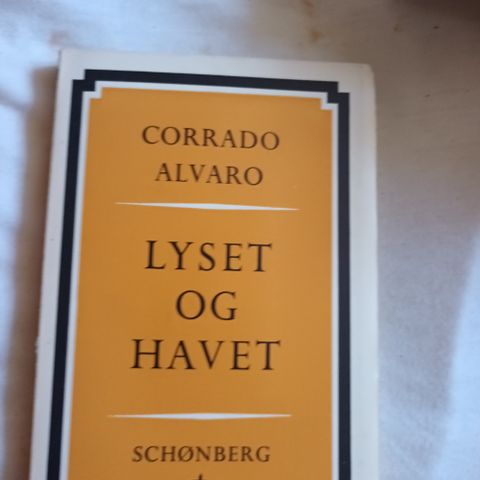 CORRADO
ALVARO
LYSET
OG
HAVET
SCHØNBERG